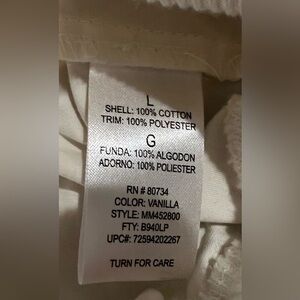 L
SHELL: 100% COTTON
TRIM: 100% POLYESTER
G
FUNDA: 100% ALGODON
ADORNO: 100% POLIESTER
RN # 80734
COLOR: VANILLA
STYLE: MM452800
FTY: B940LP
UPC#: 72594202267
TURN FOR CARE